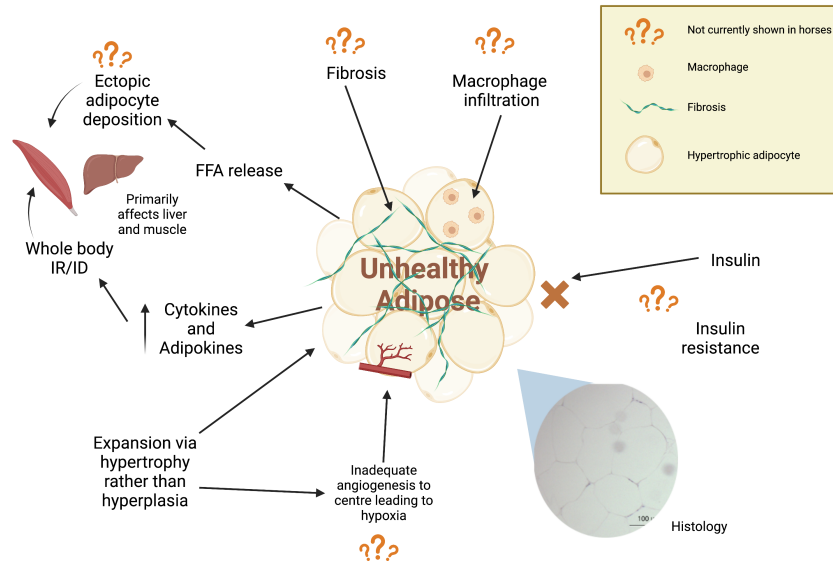 ???
Ectopic
adipocyte
deposition
???
Fibrosis
???
Macrophage
infiltration
???
Not currently shown in horses
Macrophage
Fibrosis
Hypertrophic adipocyte
FFA release
Primarily
affects liver
and muscle
Whole body
IR/ID
Cytokines
and
Adipokines
Unhealthy
Adipose
Insulin
???
Insulin
resistance
Expansion via
hypertrophy
rather than
hyperplasia
Inadequate
angiogenesis to
centre leading to
hypoxia
???
100
Histology